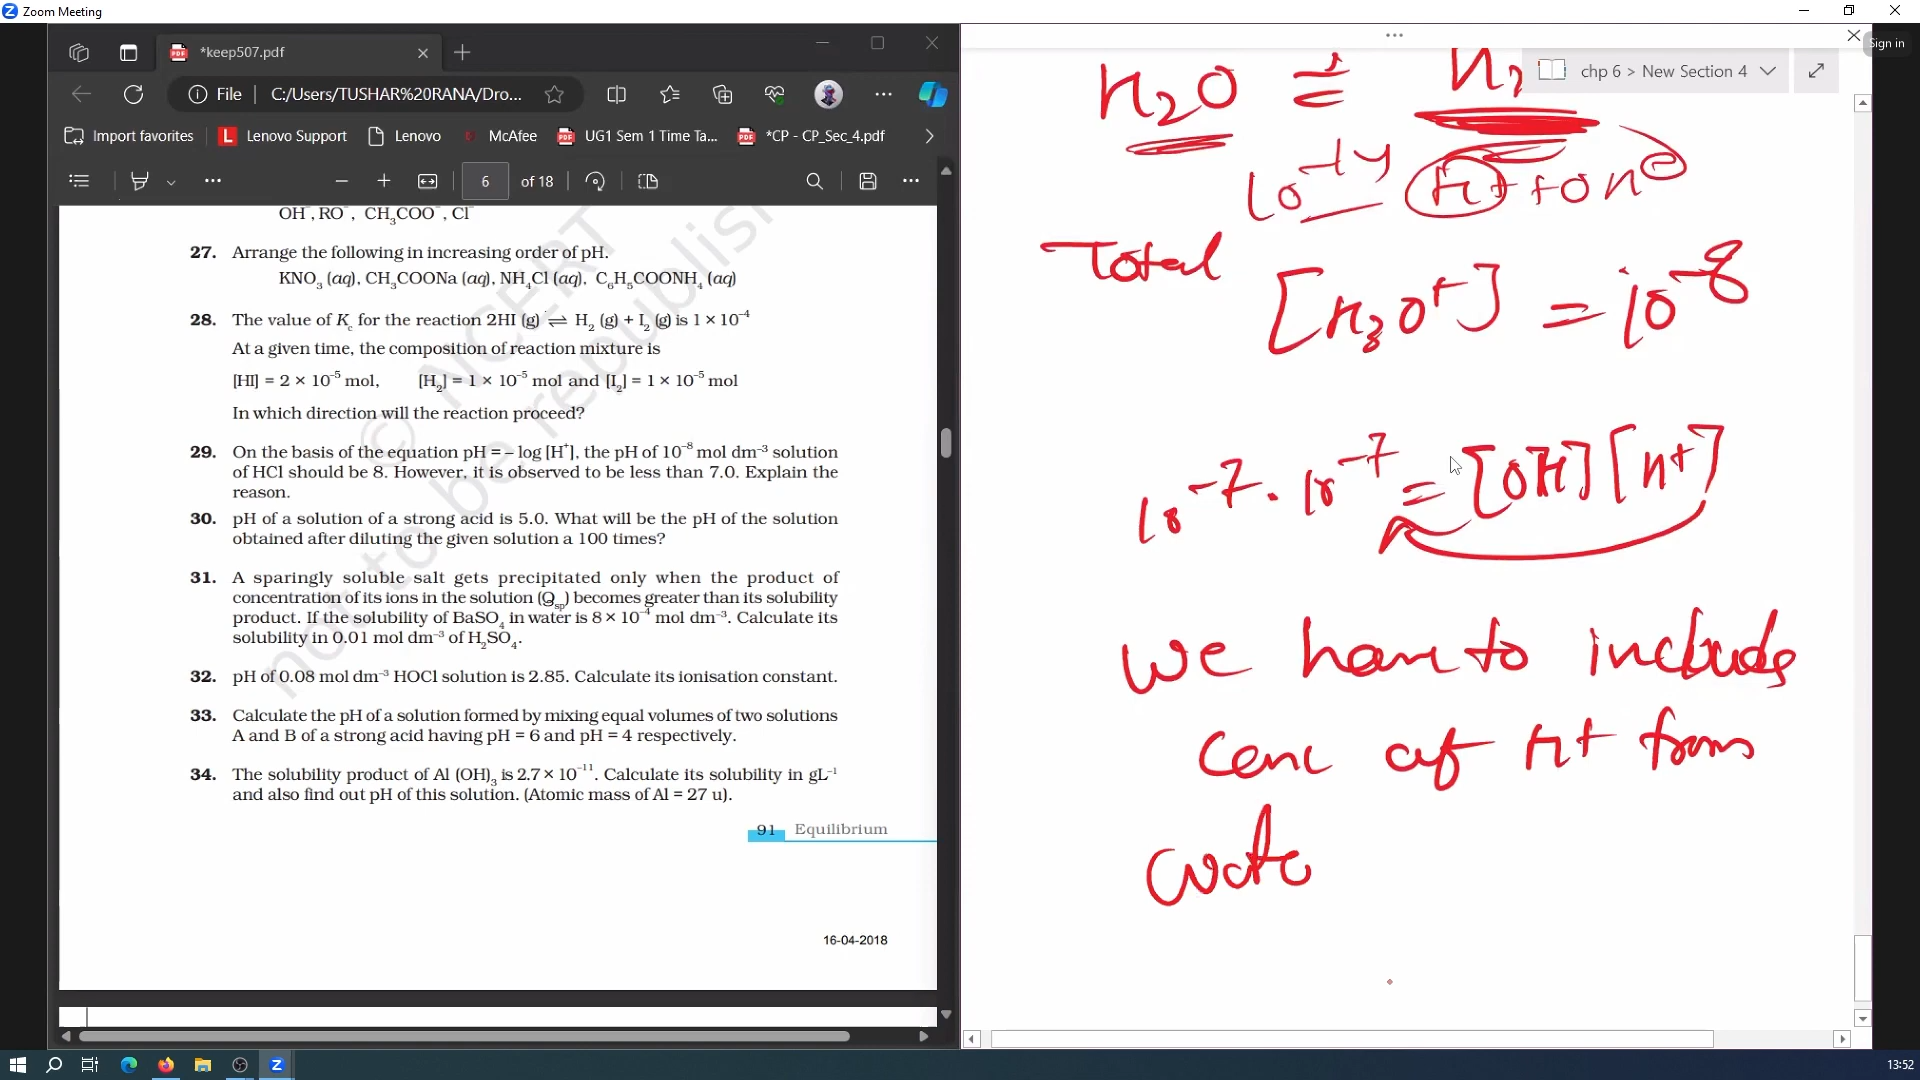 Zoom Meeting
*keep507.pdf
Sign in
File C:/Users/TUSHAR%20RANA/Dro...
Import favorites Lenovo Support Lenovo McAfee UG1 Sem 1 Time Ta... *CP - CP_Sec_4.pdf
6 of 18
OH⁻, RO⁻, CH₃COO⁻, Cl⁻
27. Arrange the following in increasing order of pH.
KNO₃ (aq), CH₃COONa (aq), NH₄Cl (aq), C₆H₅COONH₄ (aq)
28. The value of Kc for the reaction 2HI (g) ⇌ H₂ (g) + I₂ (g) is 1 × 10⁻⁴
At a given time, the composition of reaction mixture is
[HI] = 2 × 10⁻⁵ mol, [H₂] = 1 × 10⁻⁵ mol and [I₂] = 1 × 10⁻⁵ mol
In which direction will the reaction proceed?
29. On the basis of the equation pH = – log [H⁺], the pH of 10⁻⁸ mol dm⁻³ solution
of HCl should be 8. However, it is observed to be less than 7.0. Explain the
reason.
30. pH of a solution of a strong acid is 5.0. What will be the pH of the solution
obtained after diluting the given solution a 100 times?
31. A sparingly soluble salt gets precipitated only when the product of
concentration of its ions in the solution (Qsp) becomes greater than its solubility
product. If the solubility of BaSO₄ in water is 8 × 10⁻⁴ mol dm⁻³. Calculate its
solubility in 0.01 mol dm⁻³ of H₂SO₄.
32. pH of 0.08 mol dm⁻³ HOCl solution is 2.85. Calculate its ionisation constant.
33. Calculate the pH of a solution formed by mixing equal volumes of two solutions
A and B of a strong acid having pH = 6 and pH = 4 respectively.
34. The solubility product of Al (OH)₃ is 2.7 × 10⁻¹¹. Calculate its solubility in gL⁻¹
and also find out pH of this solution. (Atomic mass of Al = 27 u).
91 Equilibrium
16-04-2018
© NCERT
not to be republis
chp 6 > New Section 4
H₂O ⇌
10⁻¹⁴ H⁺ + OH⊖
Total
[H₃O⁺] = 10⁻⁸
10⁻⁷ · 10⁻⁷ = [OH] [H⁺]
we have to include
conc of H⁺ from
13:52